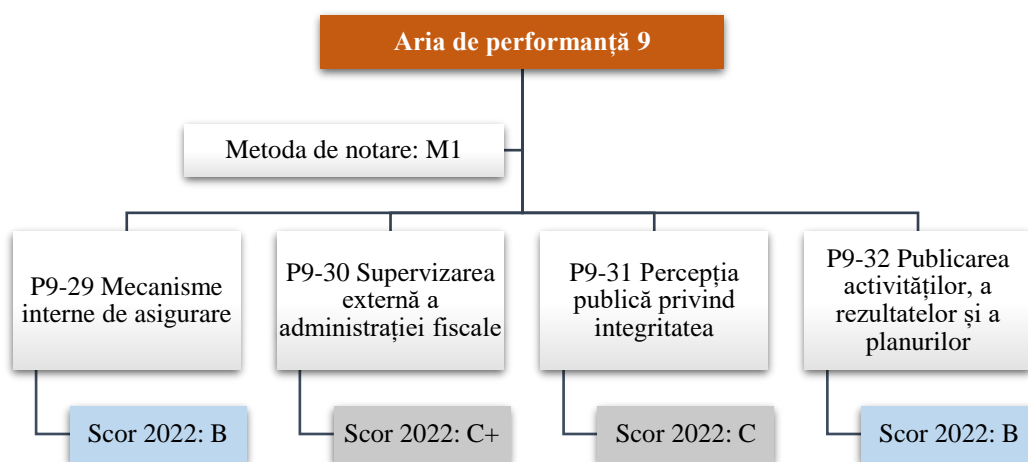 Aria de performanță 9
Metoda de notare: M1
P9-29 Mecanisme
interne de asigurare
P9-30 Supervizarea
externă a
administrației fiscale
P9-31 Percepția
publică privind
integritatea
P9-32 Publicarea
activităților, a
rezultatelor și a
planurilor
Scor 2022: B
Scor 2022: C+
Scor 2022: C
Scor 2022: B